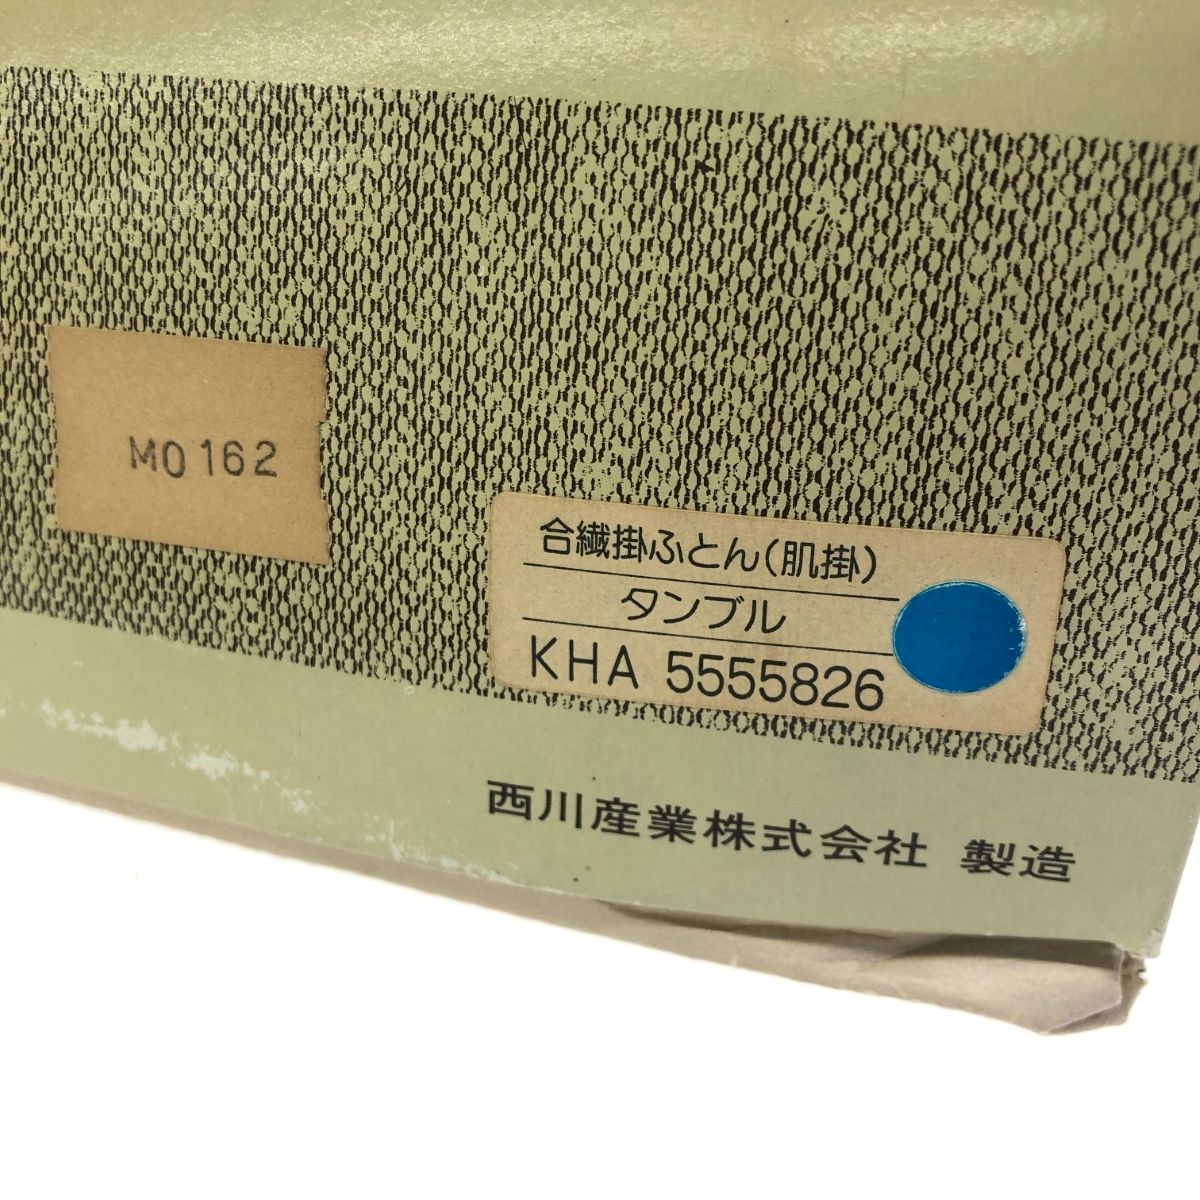 MO162
合繊掛ふとん(肌掛)
タンブル
KHA 5555826
西川産業株式会社 製造